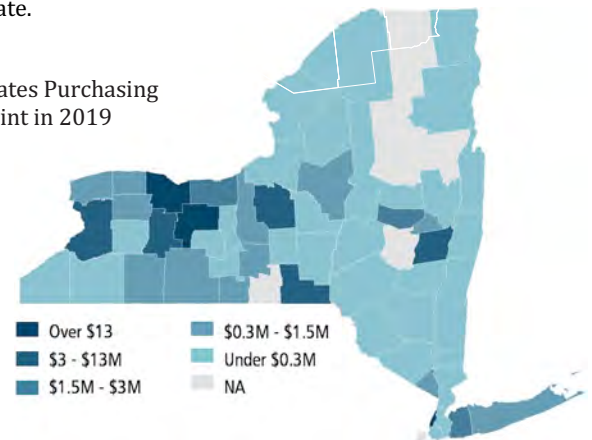 ate.
ates Purchasing
int in 2019
Over $13
$3 - $13M
$1.5M - $3M
$0.3M - $1.5M
Under $0.3M
NA